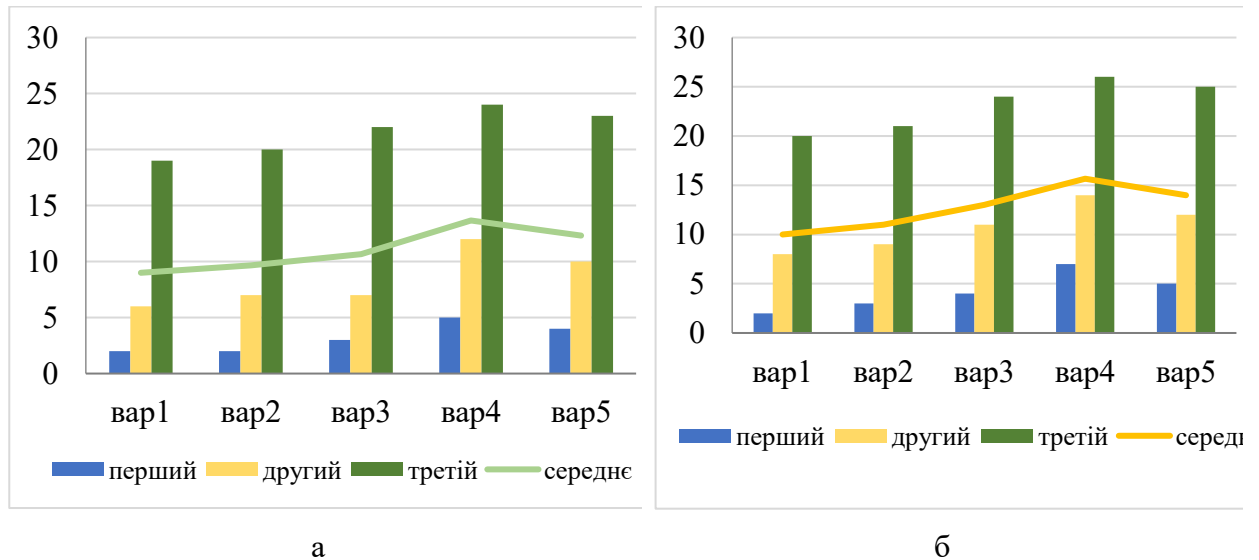 30
25
20
15
10
5
0
вар1 вар2 вар3 вар4 вар5
перший другий третій середнє
а
30
25
20
15
10
5
0
вар1 вар2 вар3 вар4 вар5
перший другий третій середн
б